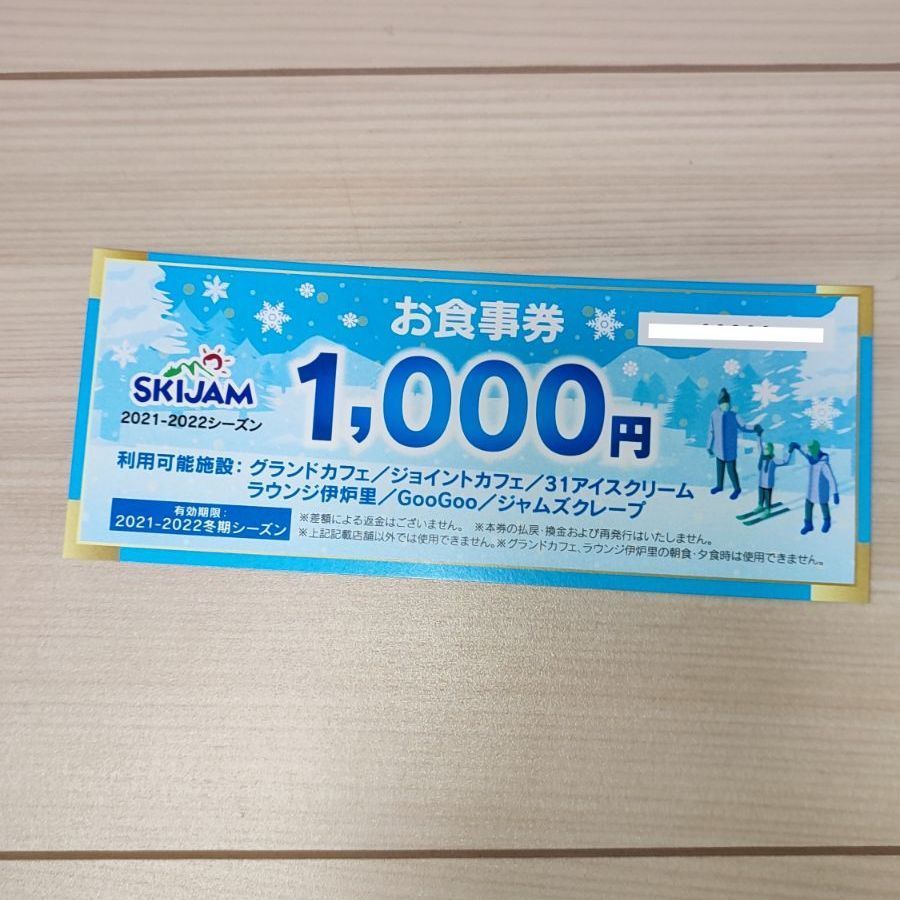 お食事券
SKIJAM
2021-2022シーズン
1,000円
利用可能施設：グランドカフェ／ジョイントカフェ／31アイスクリーム
ラウンジ伊炉里／GooGoo／ジャムズクレープ
有効期限：
2021-2022冬期シーズン
※差額による返金はございません。 ※本券の払戻・換金および再発行はいたしません。
※上記記載店舗以外では使用できません。※グランドカフェ、ラウンジ伊炉里の朝食・夕食時は使用できません。